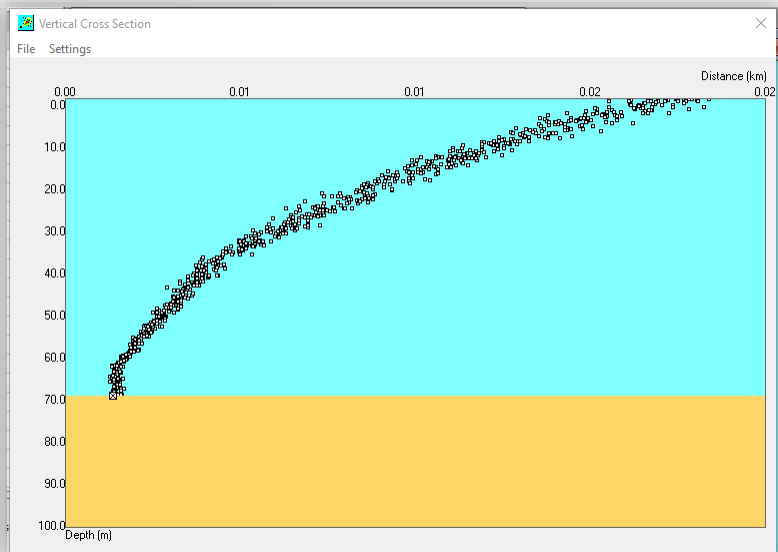 Vertical Cross Section
File Settings
Distance (km)
0.00 0.01 0.01 0.02 0.02
0.0
10.0
20.0
30.0
40.0
50.0
60.0
70.0
80.0
90.0
100.0
Depth (m)